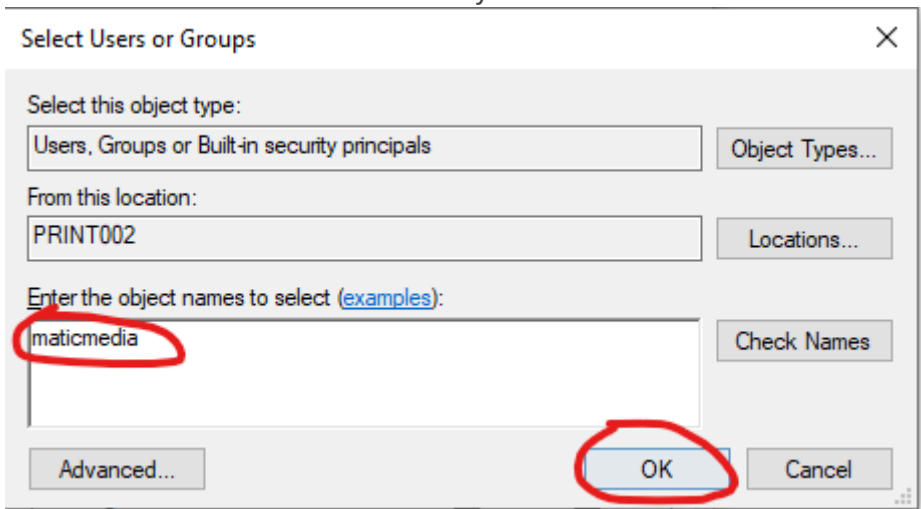 Select Users or Groups
Select this object type:
Users, Groups or Built-in security principals
Object Types...
From this location:
PRINT002
Locations...
Enter the object names to select (examples):
maticmedia
Check Names
Advanced...
OK
Cancel